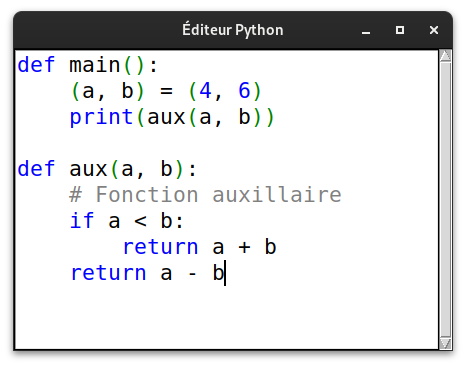 Éditeur Python
def main():
    (a, b) = (4, 6)
    print(aux(a, b))

def aux(a, b):
    # Fonction auxillaire
    if a < b:
        return a + b
    return a - b